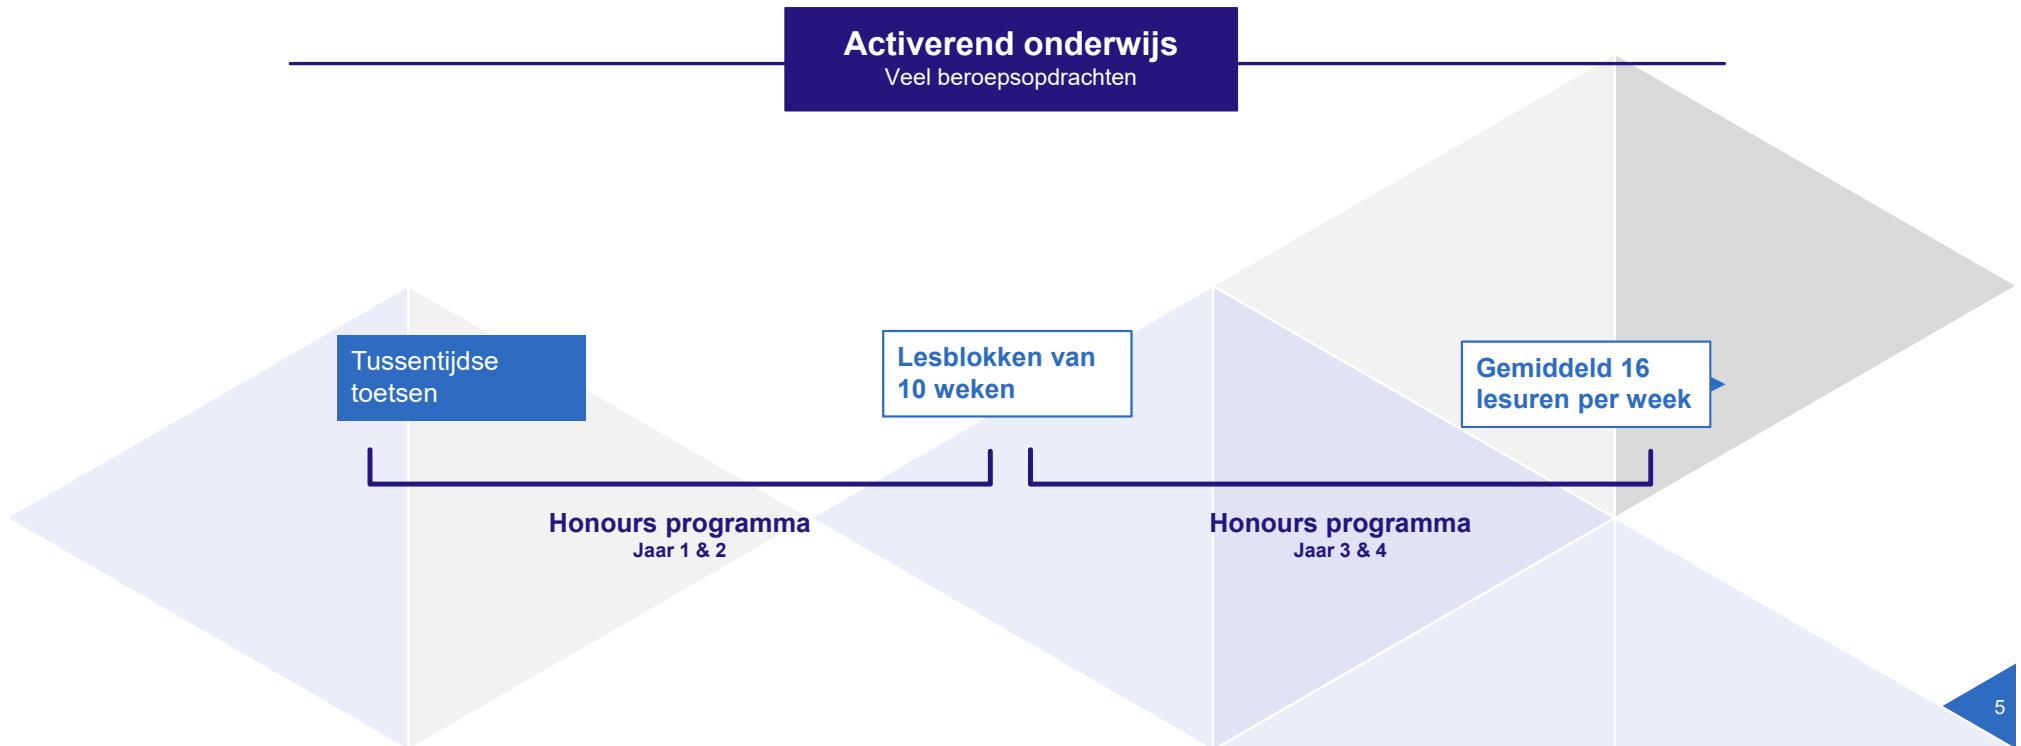 Activerend onderwijs
Veel beroepsopdrachten
Tussentijdse
toetsen
Lesblokken van
10 weken
Gemiddeld 16
lesuren per week
Honours programma
Jaar 1 & 2
Honours programma
Jaar 3 & 4
5